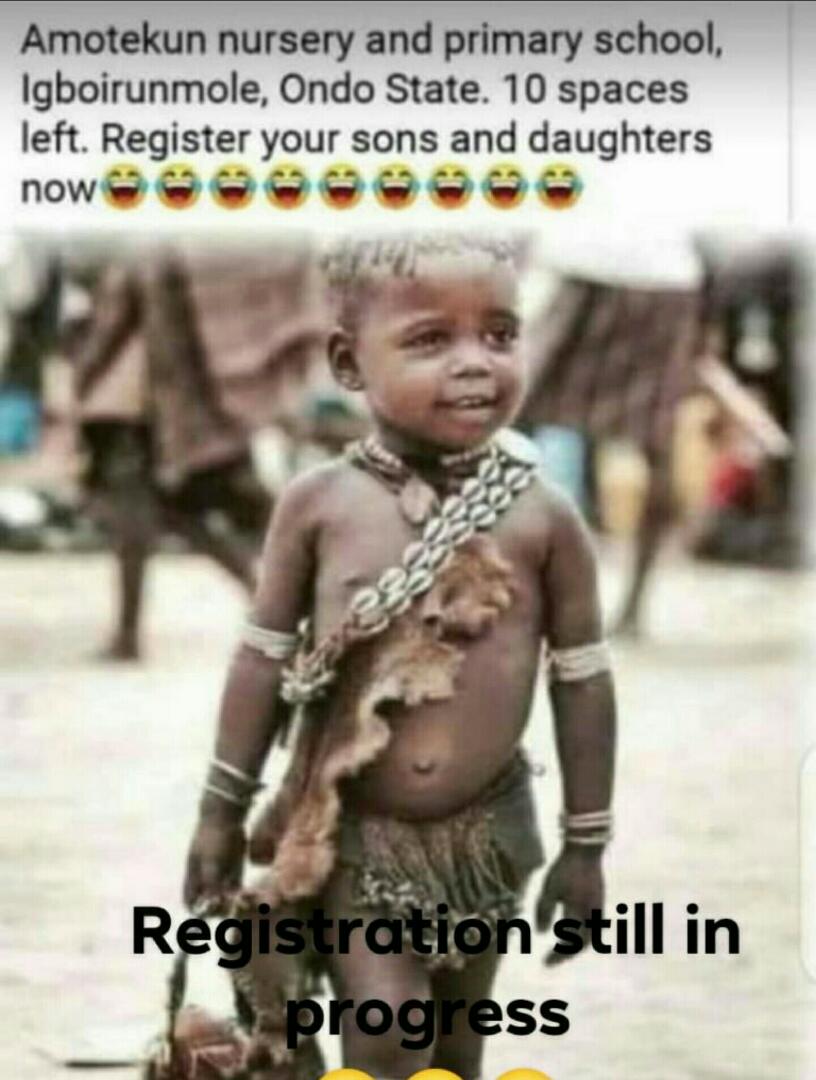 Amotekun nursery and primary school,
Igboirunmole, Ondo State. 10 spaces
left. Register your sons and daughters
now😂😂😂😂😂😂😂😂😂
Registration still in
progress